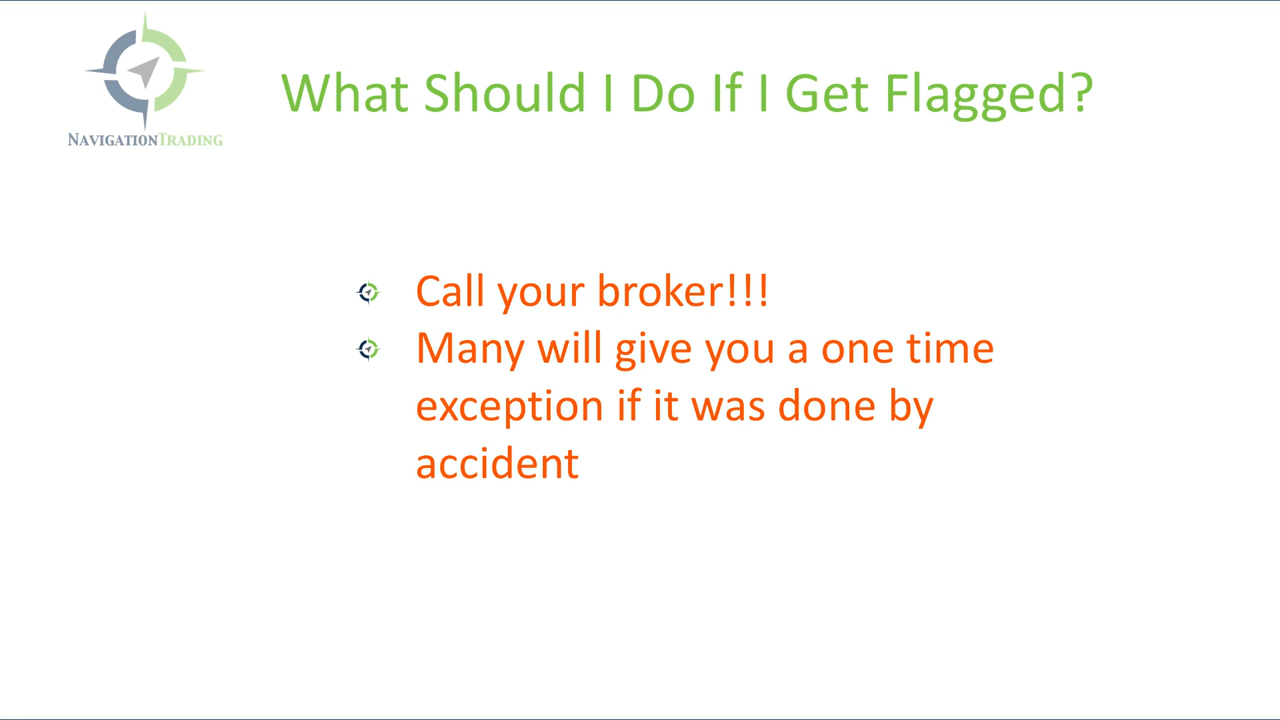 What Should I Do If I Get Flagged?
NAVIGATIONTRADING
Call your broker!!!
Many will give you a one time
exception if it was done by
accident